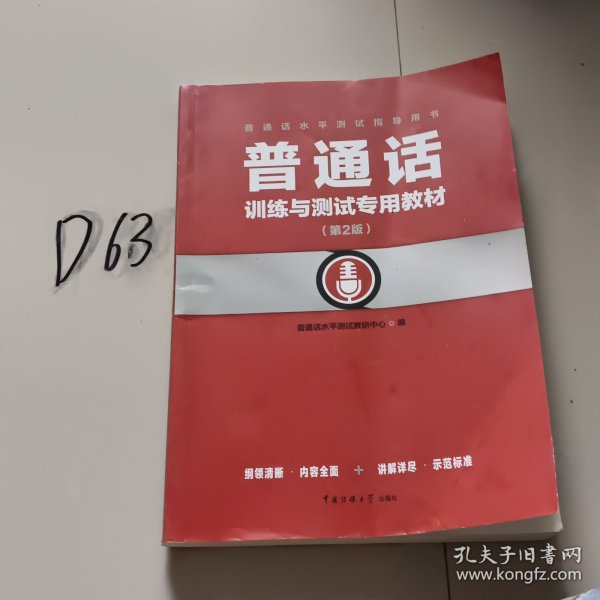 普通话水平测试指导用书
普通话
训练与测试专用教材
（第2版）
普通话水平测试教研中心 编
纲领清晰 · 内容全面 + 讲解详尽 · 示范标准
中国传媒大学 出版社
D63
孔夫子旧书网
www.kongfz.com